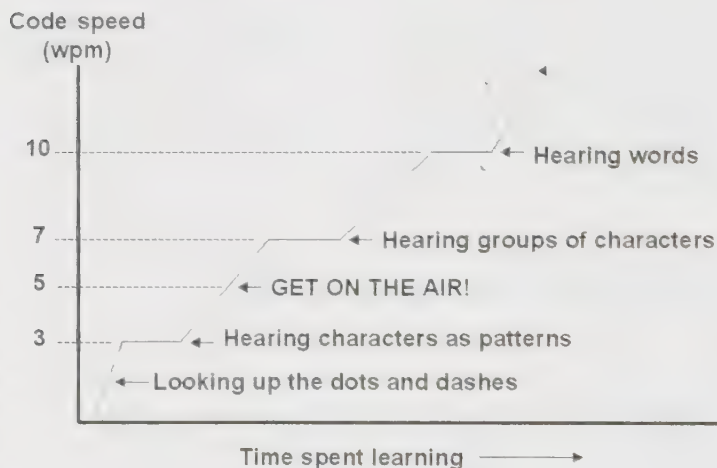 Code speed
(wpm)
10
Hearing words
7
Hearing groups of characters
5
GET ON THE AIR!
3
Hearing characters as patterns
Looking up the dots and dashes
Time spent learning